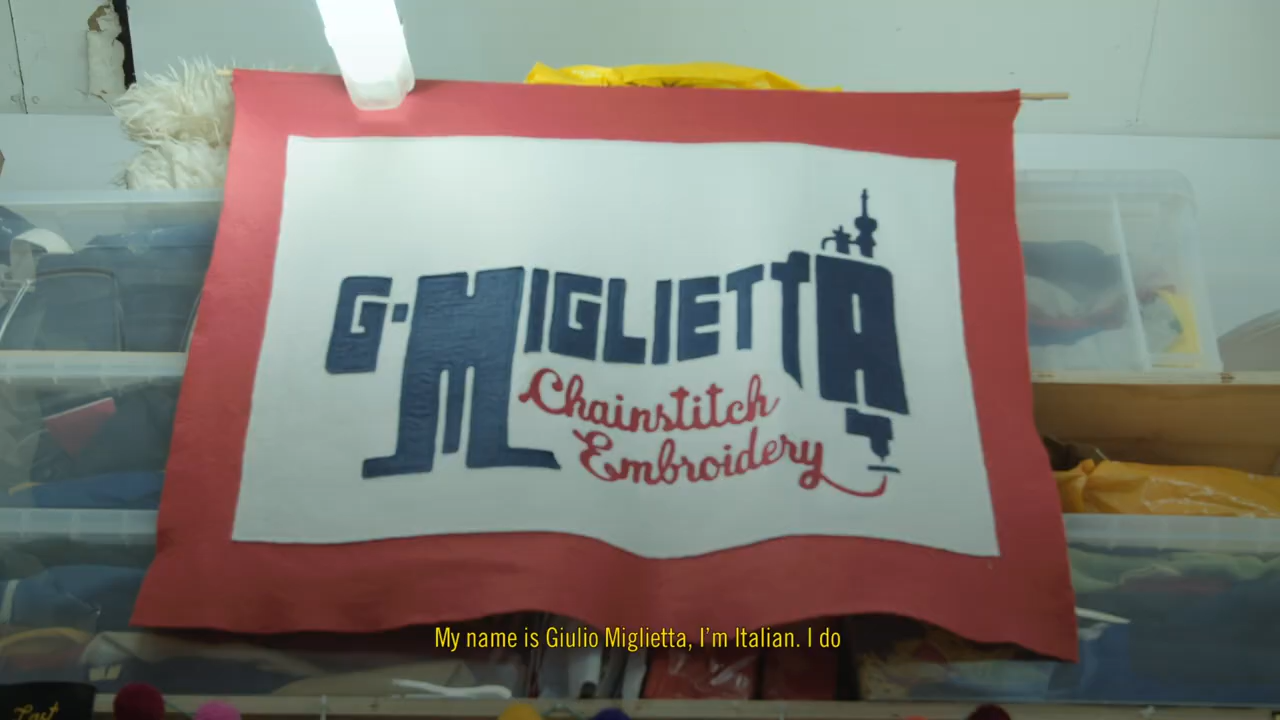 G·MIGLIETTA
Chainstitch
Embroidery
My name is Giulio Miglietta, I'm Italian. I do